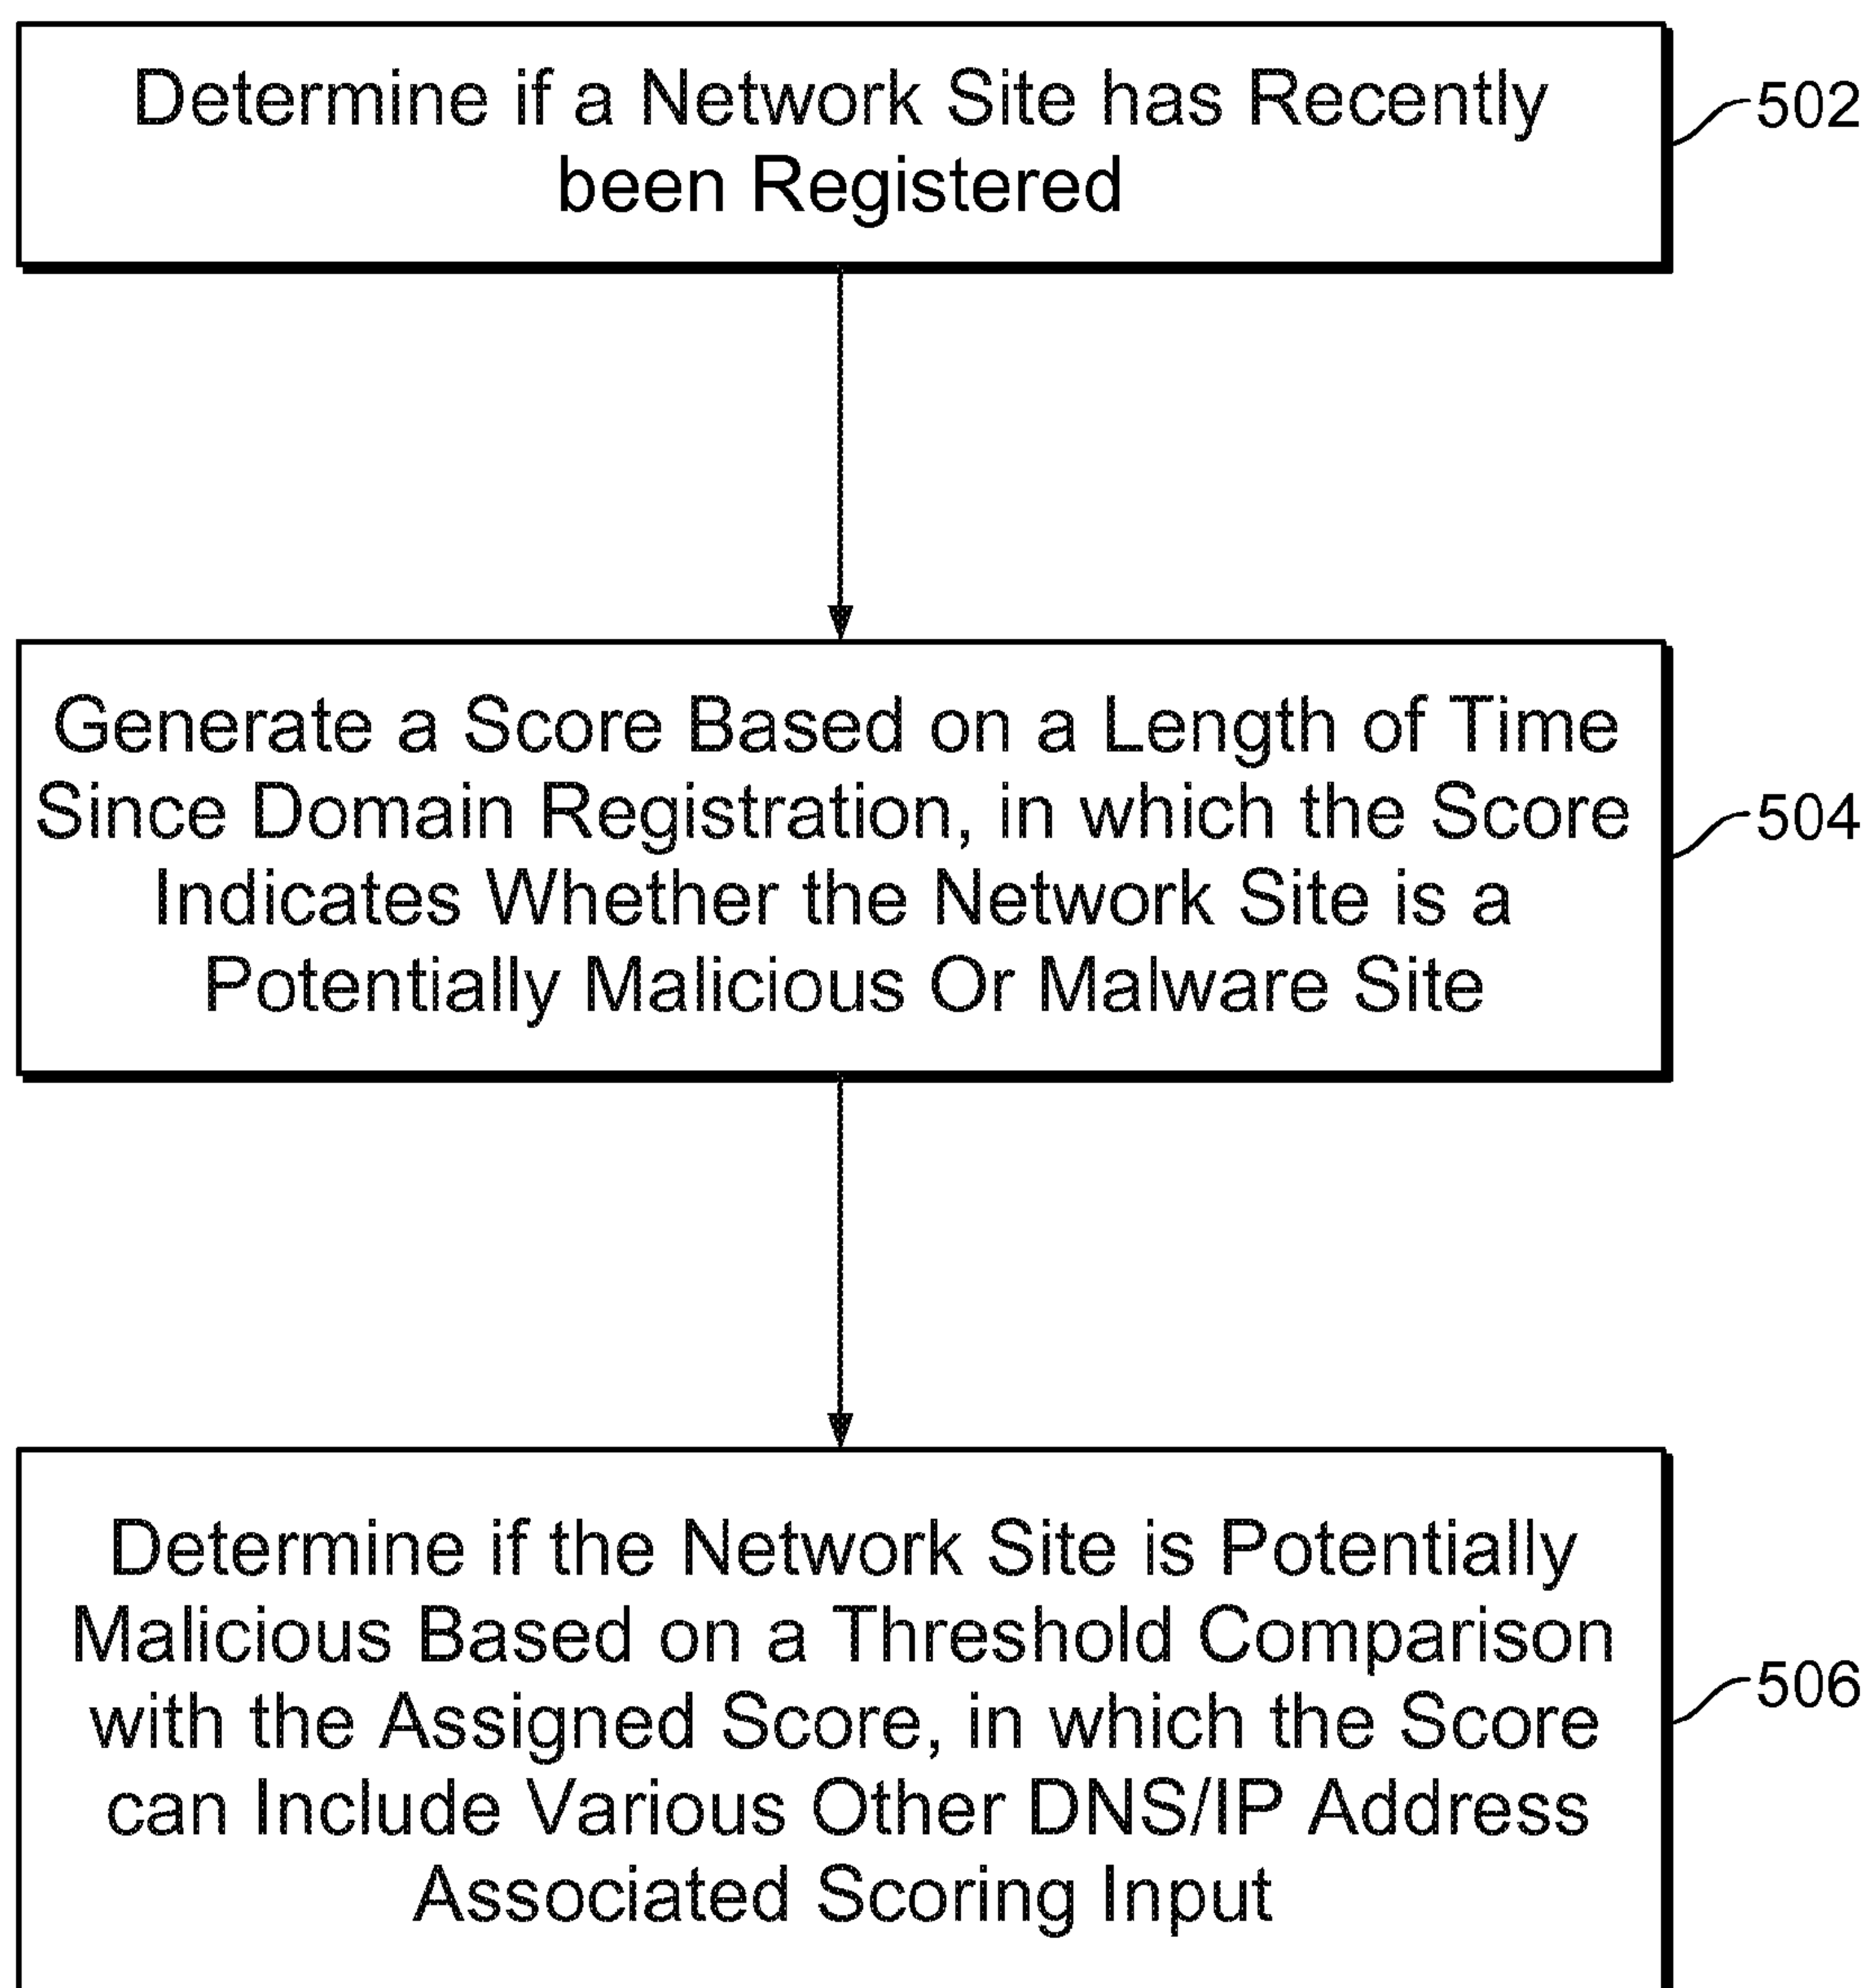 Determine if a Network Site has Recently
been Registered
502
Generate a Score Based on a Length of Time
Since Domain Registration, in which the Score
Indicates Whether the Network Site is a
Potentially Malicious Or Malware Site
504
Determine if the Network Site is Potentially
Malicious Based on a Threshold Comparison
with the Assigned Score, in which the Score
can Include Various Other DNS/IP Address
Associated Scoring Input
506